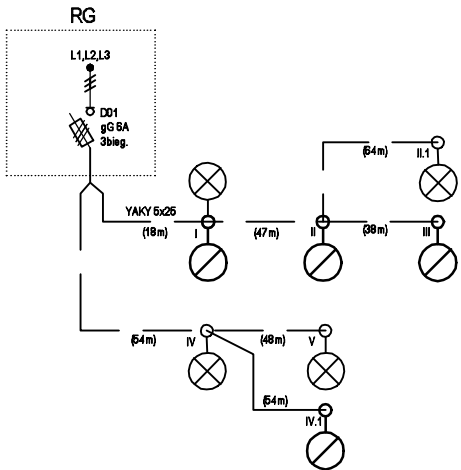 RG
L1,L2,L3
D01
gG 6A
3bieg.
(54m)
II.1
YAKY 5x25
(18m)
I
(47m)
II
(38m)
III
(54m)
IV
(48m)
V
(54m)
IV.1